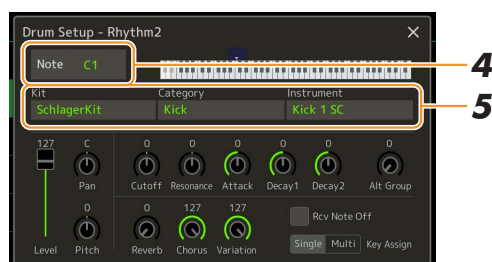 Drum Setup - Rhythm2 ×
Note C1
4
Kit Category Instrument
SchlagerKit Kick Kick 1 SC
5
127 C 0 0 0 0 0 0
Pan Cutoff Resonance Attack Decay1 Decay2 Alt Group
0 0 127 127
Rcv Note Off
Single Multi Key Assign
Level Pitch Reverb Chorus Variation